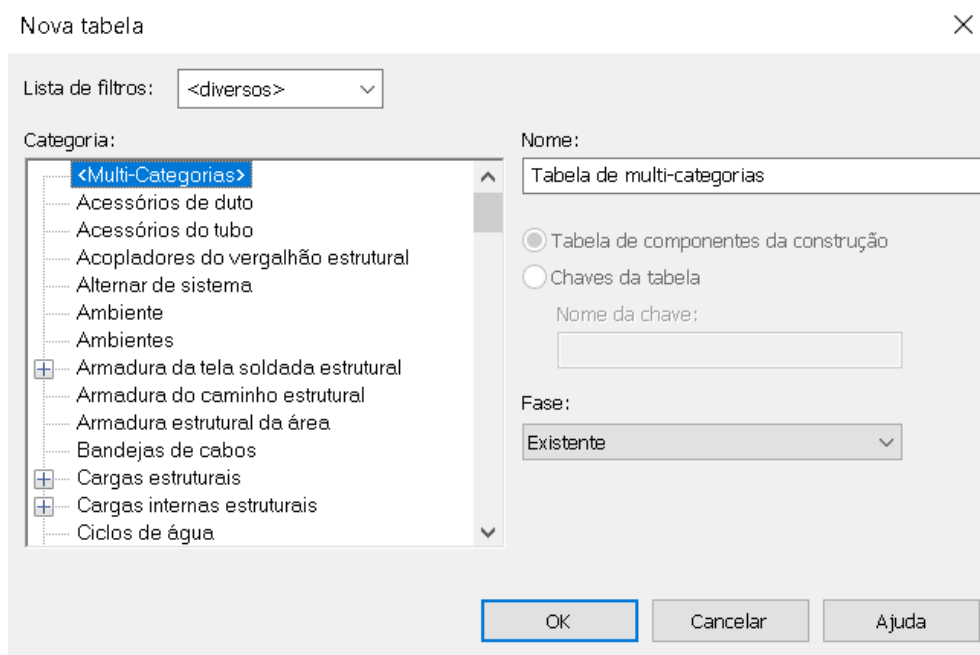 Nova tabela
Lista de filtros: <diversos>
Categoria:
<Multi-Categorias>
Acessórios de duto
Acessórios do tubo
Acopladores do vergalhão estrutural
Alternar de sistema
Ambiente
Ambientes
Armadura da tela soldada estrutural
Armadura do caminho estrutural
Armadura estrutural da área
Bandejas de cabos
Cargas estruturais
Cargas internas estruturais
Ciclos de água
Nome:
Tabela de multi-categorias
Tabela de componentes da construção
Chaves da tabela
Nome da chave:
Fase:
Existente
OK Cancelar Ajuda